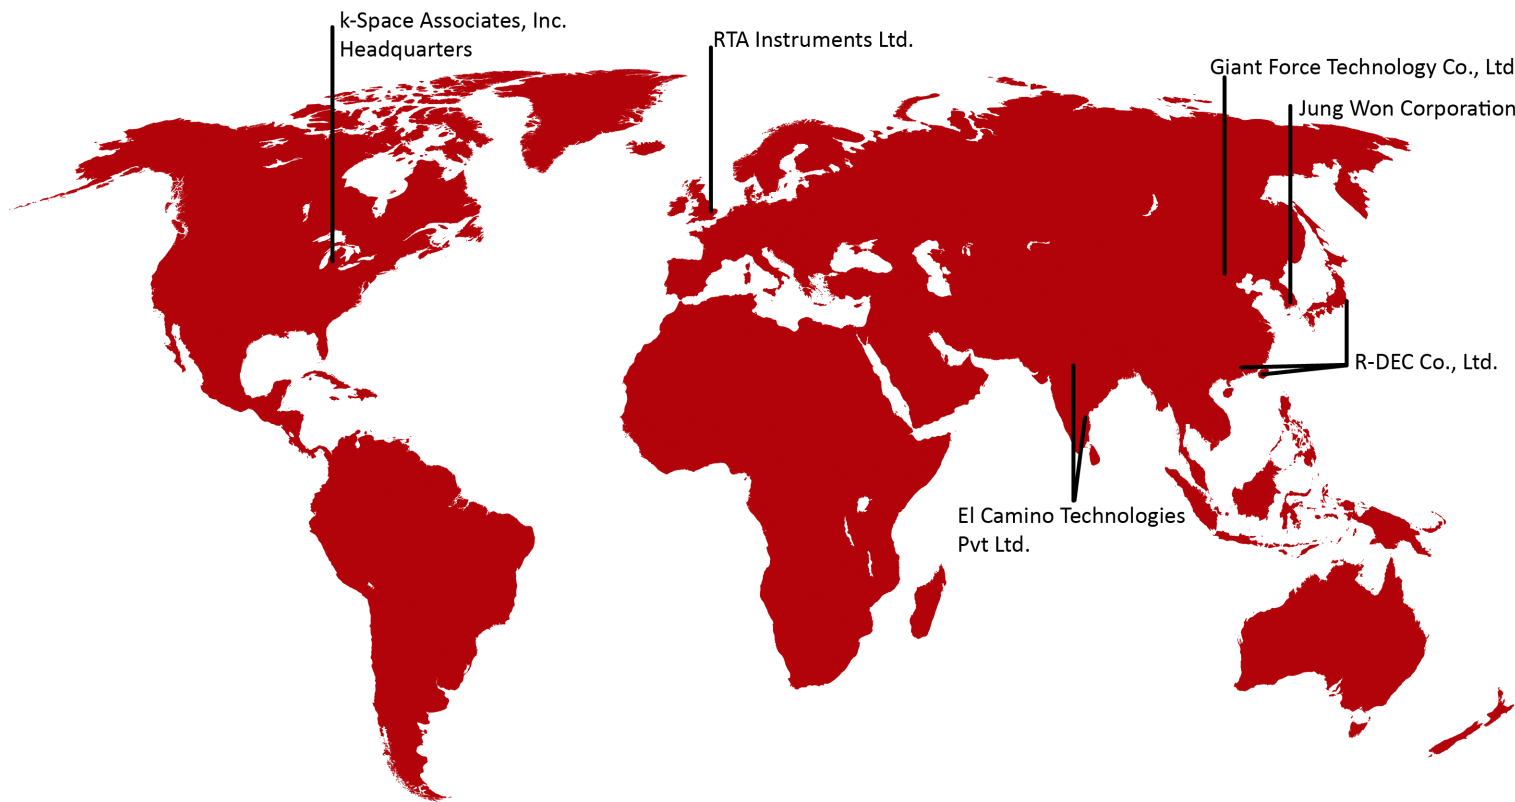 k-Space Associates, Inc.
Headquarters
RTA Instruments Ltd.
Giant Force Technology Co., Ltd
Jung Won Corporation
R-DEC Co., Ltd.
El Camino Technologies
Pvt Ltd.